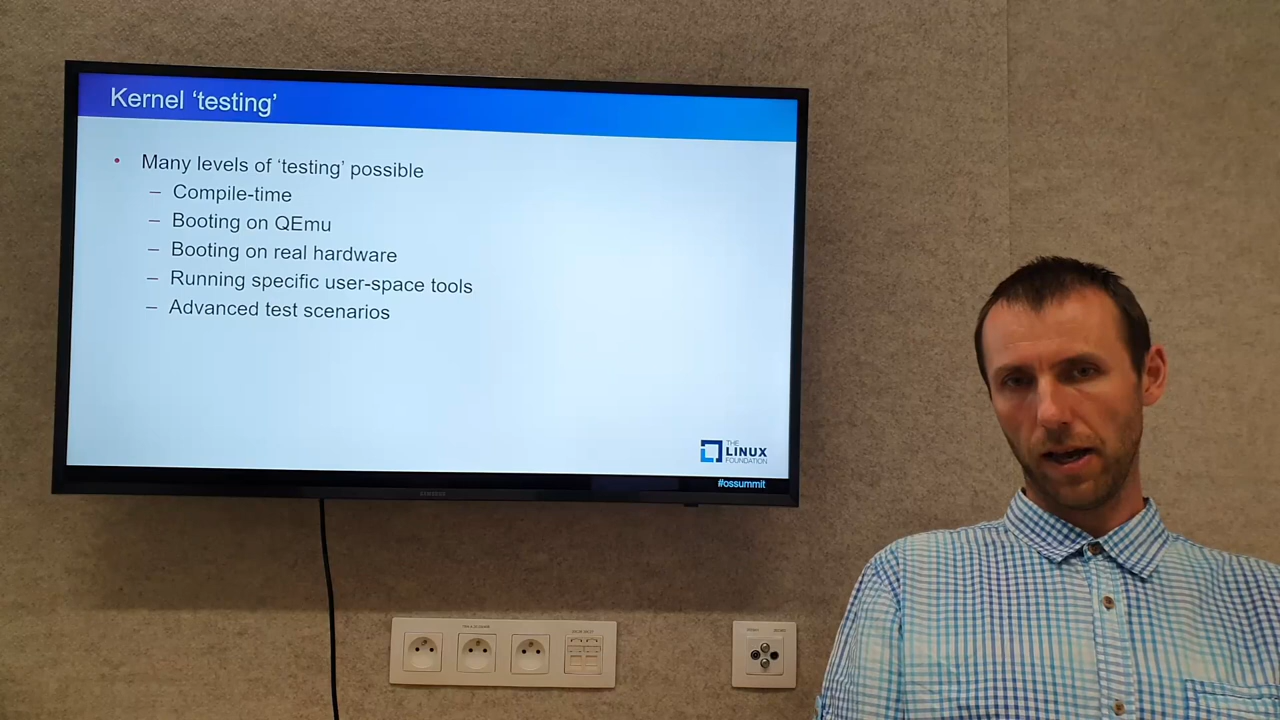 Kernel ‘testing’
• Many levels of ‘testing’ possible
– Compile-time
– Booting on QEmu
– Booting on real hardware
– Running specific user-space tools
– Advanced test scenarios
THE
LINUX
FOUNDATION
#ossummit
SAMSUNG